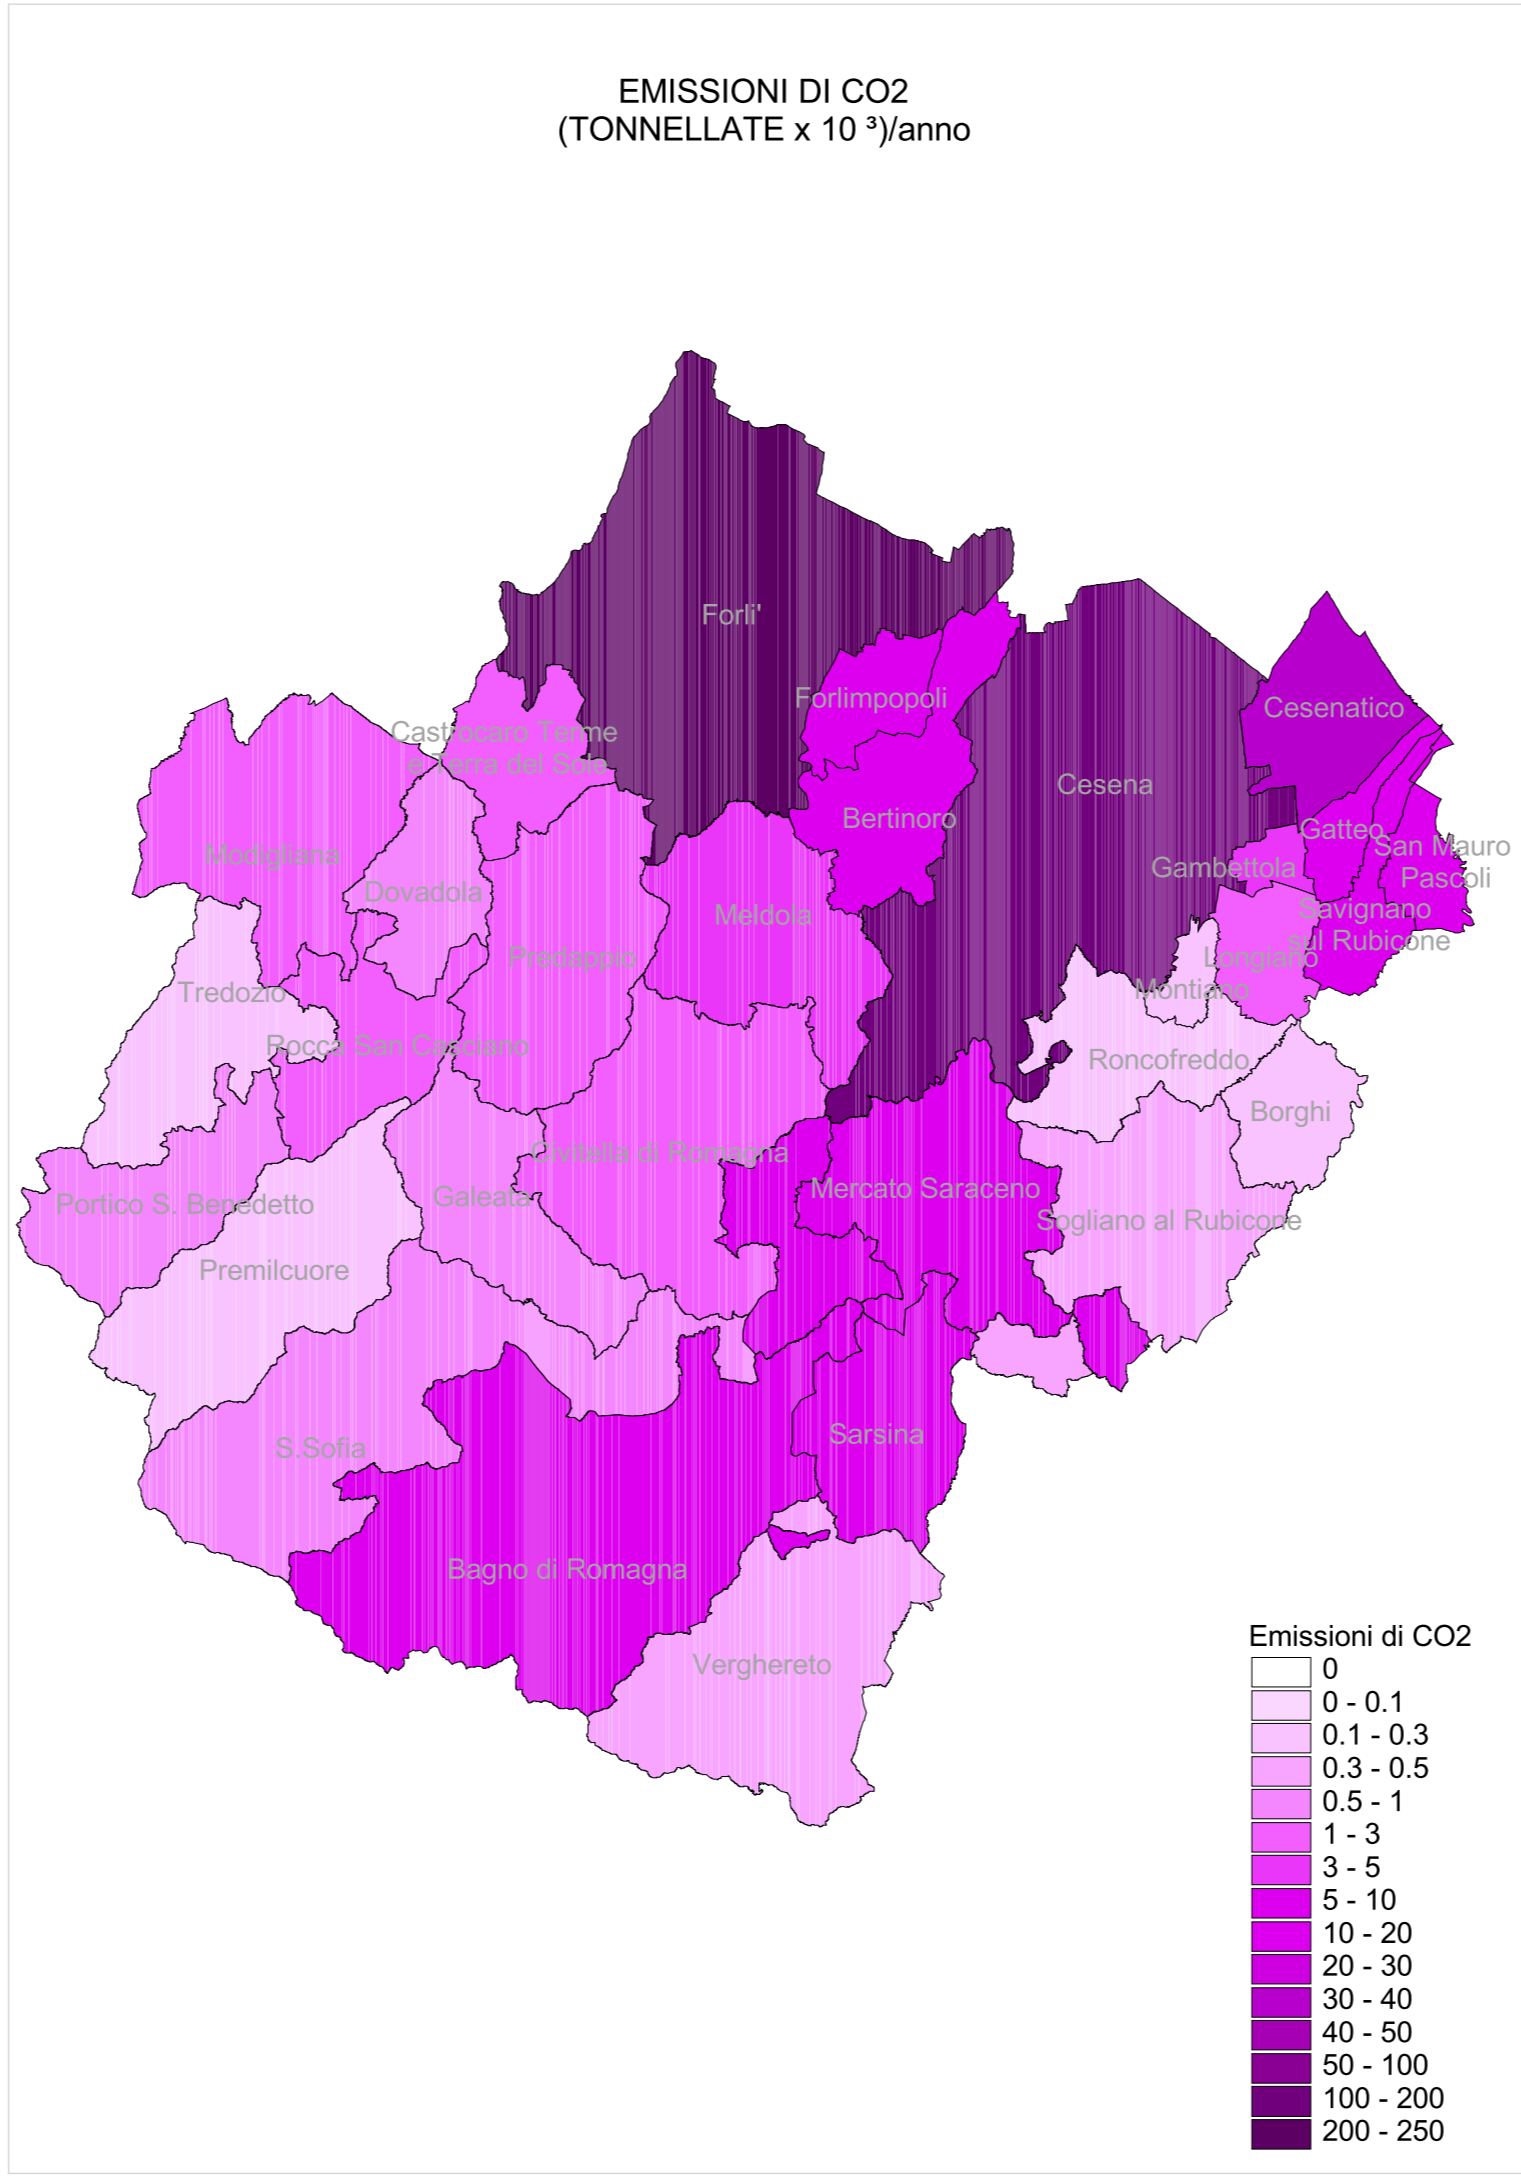 EMISSIONI DI CO2
(TONNELLATE x 10 ³)/anno
Forli'
Forlimpopoli
Cesenatico
Castrocaro Terme
e Terra del Sole
Cesena
Bertinoro
Gatteo
San Mauro
Pascoli
Modigliana
Gambettola
Dovadola
Meldola
Savignano
sul Rubicone
Predappio
Longiano
Tredozio
Montiano
Rocca San Casciano
Roncofreddo
Borghi
Civitella di Romagna
Mercato Saraceno
Galeata
Portico S. Benedetto
Sogliano al Rubicone
Premilcuore
Sarsina
S.Sofia
Bagno di Romagna
Verghereto
Emissioni di CO2
0
0 - 0.1
0.1 - 0.3
0.3 - 0.5
0.5 - 1
1 - 3
3 - 5
5 - 10
10 - 20
20 - 30
30 - 40
40 - 50
50 - 100
100 - 200
200 - 250